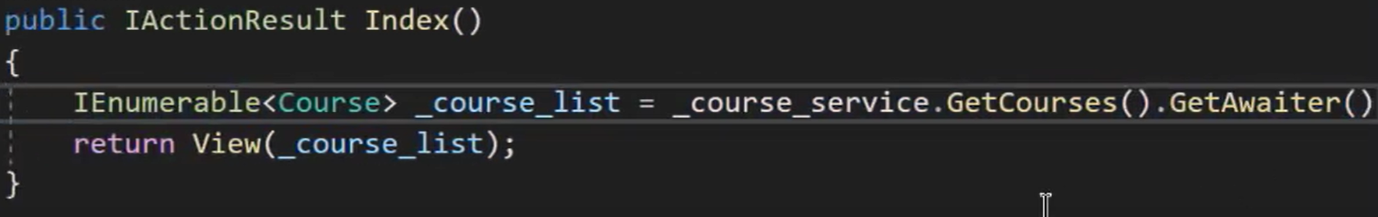 public IActionResult Index()
{
IEnumerable<Course> _course_list = _course_service.GetCourses().GetAwaiter()
return View(_course_list);
}